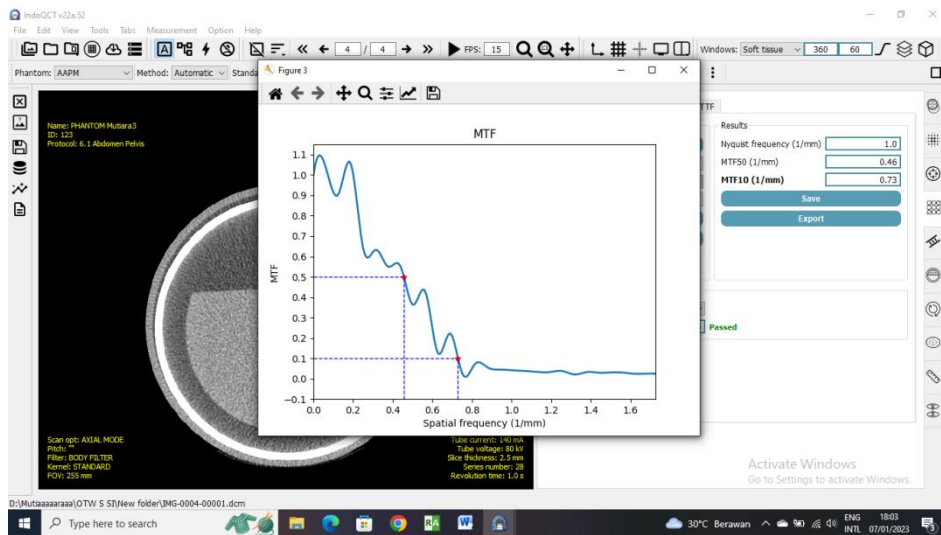 IndoQCT v22a.52
File Edit View Tools Tabs Measurement Option Help
4 / 4 FPS: 15 Windows: Soft tissue 360 60
Phantom: AAPM Method: Automatic
Figure 3
Name: PHANTOM Mutiara3
ID: 123
Protocol: 6.1 Abdomen Pelvis
MTF
1.1
1.0
0.9
0.8
0.7
0.6
0.5
0.4
0.3
0.2
0.1
0.0
−0.1
MTF
0.0 0.2 0.4 0.6 0.8 1.0 1.2 1.4 1.6
Spatial frequency (1/mm)
Results
Nyquist frequency (1/mm) 1.0
MTF50 (1/mm) 0.46
MTF10 (1/mm) 0.73
Save
Export
Passed
Scan opt: AXIAL MODE
Pitch: ""
Filter: BODY FILTER
Kernel: STANDARD
FOV: 255 mm
Tube current: 140 mA
Tube voltage: 80 kV
Slice thickness: 2.5 mm
Series number: 28
Revolution time: 1.0 s
Activate Windows
Go to Settings to activate Windows.
D:\Mutiaaaaaraaa\OTW S SI\New folder\IMG-0004-00001.dcm
Type here to search
30°C Berawan
ENG
INTL
18:03
07/01/2023